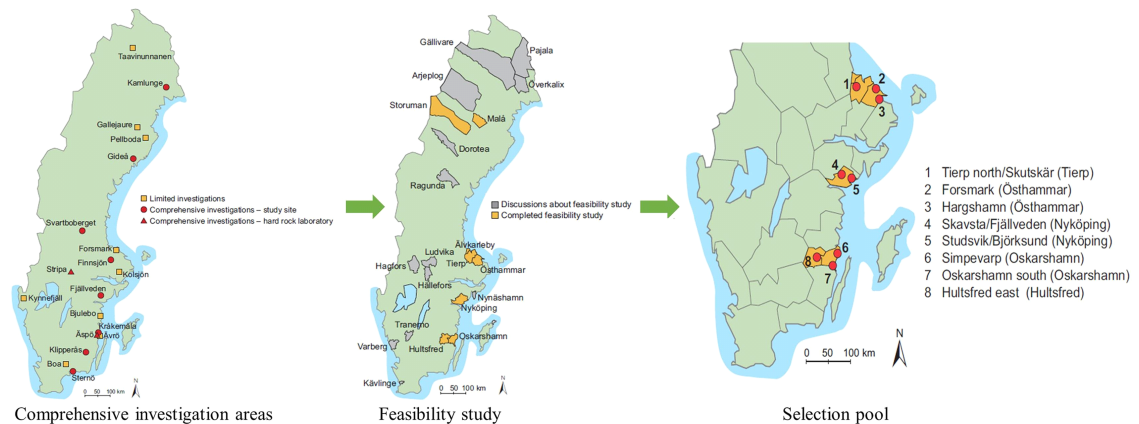 Taavinunnanen
Kamlunge
Gallejaure
Pellboda
Gideå
Limited investigations
Comprehensive investigations – study site
Comprehensive investigations – hard rock laboratory
Svartboberget
Forsmark
Finnsjön
Stripa
Kolsjön
Fjällveden
Kynnefjäll
Bjulebo
Kråkemåla
Äspö
Ävrö
Klipperås
Boa
Sternö
N
0 50 100 km
Comprehensive investigation areas
Gällivare
Pajala
Arjeplog
Överkalix
Storuman
Malå
Dorotea
Ragunda
Discussions about feasibility study
Completed feasibility study
Älvkarleby
Ludvika
Tierp
Hagfors
Östhammar
Hällefors
Nynäshamn
Nyköping
Tranemo
Oskarshamn
Varberg
Hultsfred
Kävlinge
N
0 50 100 km
Feasibility study
1
2
3
4
5
6
8
7
N
0 50 100 km
1 Tierp north/Skutskär (Tierp)
2 Forsmark (Östhammar)
3 Hargshamn (Östhammar)
4 Skavsta/Fjällveden (Nyköping)
5 Studsvik/Björksund (Nyköping)
6 Simpevarp (Oskarshamn)
7 Oskarshamn south (Oskarshamn)
8 Hultsfred east (Hultsfred)
Selection pool